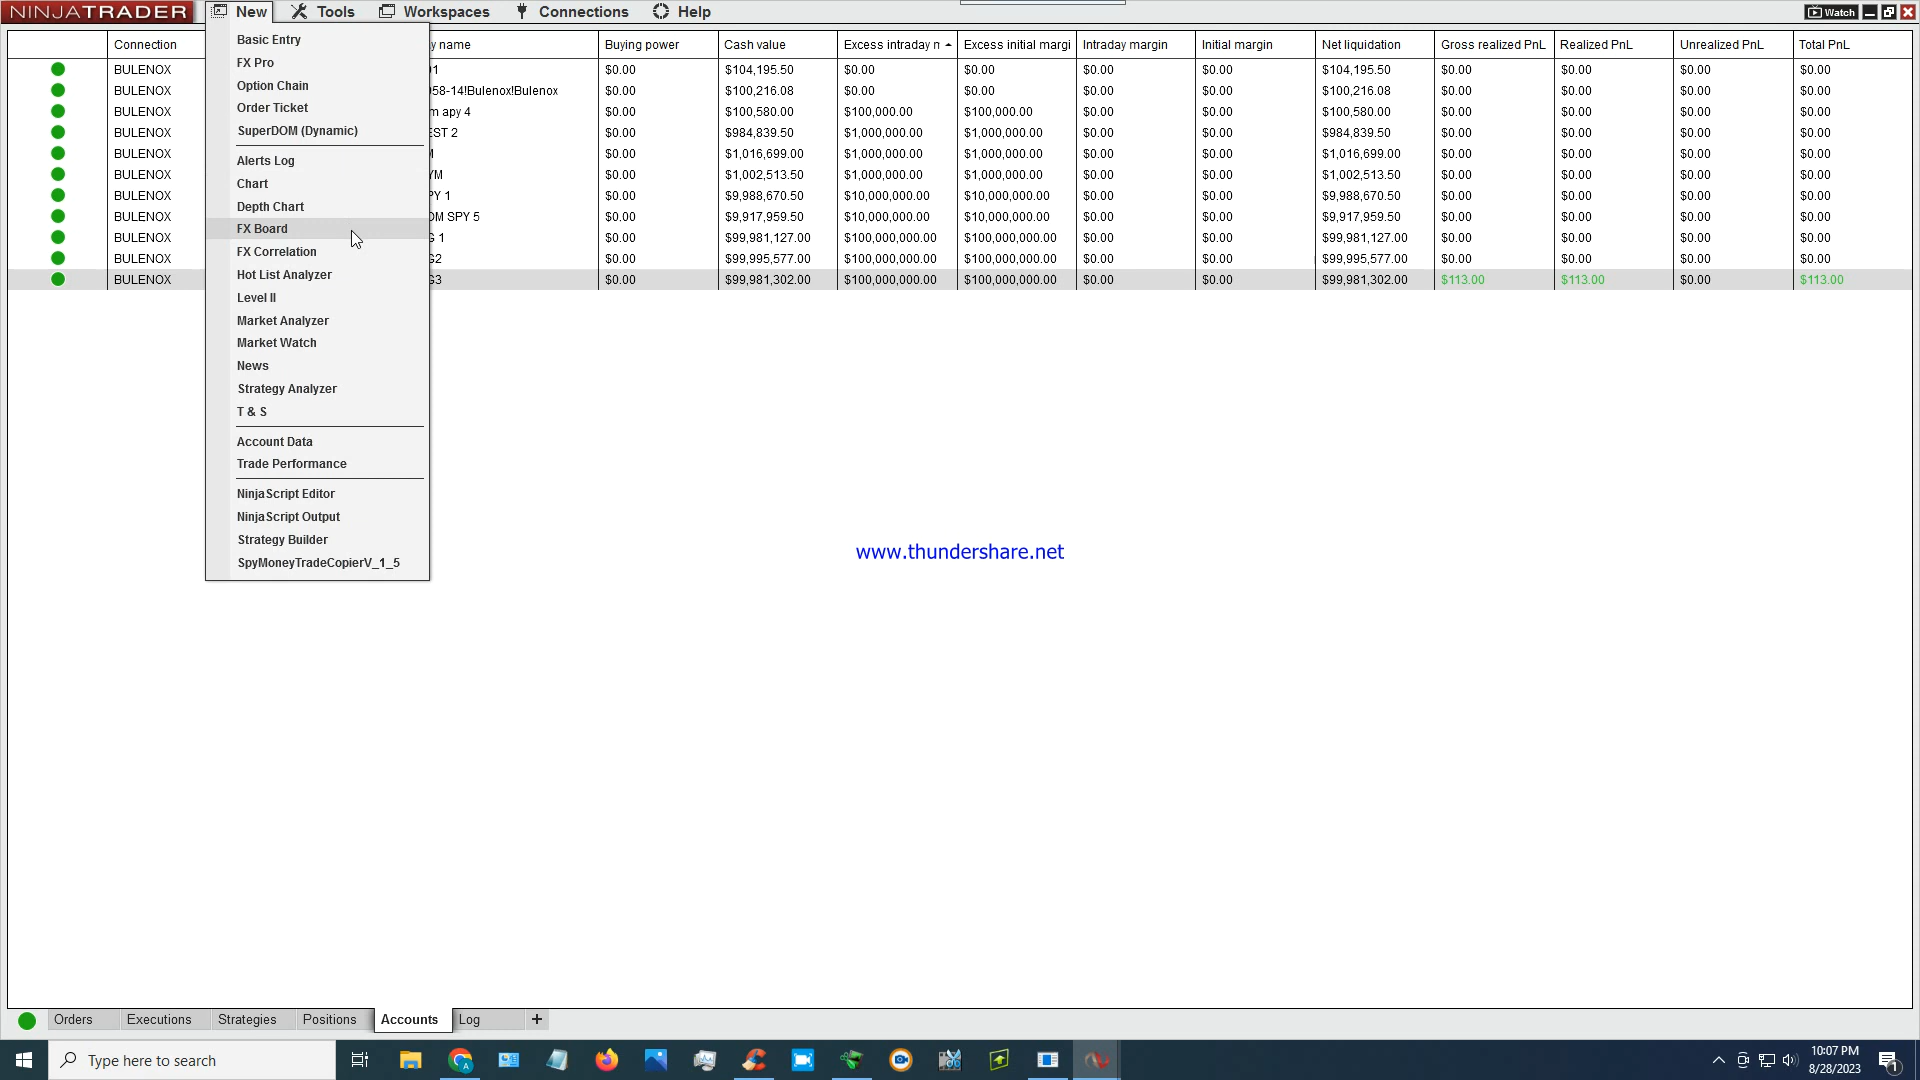 NINJATRADER New Tools Workspaces Connections Help Watch
Connection y name Buying power Cash value Excess intraday Excess initial margi Intraday margin Initial margin Net liquidation Gross realized PnL Realized PnL Unrealized PnL Total PnL
BULENOX $0.00 $104,195.50 $0.00 $0.00 $0.00 $0.00 $104,195.50 $0.00 $0.00 $0.00 $0.00
BULENOX 058-14!Bulenox!Bulenox $0.00 $100,216.08 $0.00 $0.00 $0.00 $0.00 $100,216.08 $0.00 $0.00 $0.00 $0.00
BULENOX m apy 4 $0.00 $100,580.00 $100,000.00 $100,000.00 $0.00 $0.00 $100,580.00 $0.00 $0.00 $0.00 $0.00
BULENOX EST 2 $0.00 $984,839.50 $1,000,000.00 $1,000,000.00 $0.00 $0.00 $984,839.50 $0.00 $0.00 $0.00 $0.00
BULENOX $0.00 $1,016,699.00 $1,000,000.00 $1,000,000.00 $0.00 $0.00 $1,016,699.00 $0.00 $0.00 $0.00 $0.00
BULENOX YM $0.00 $1,002,513.50 $1,000,000.00 $1,000,000.00 $0.00 $0.00 $1,002,513.50 $0.00 $0.00 $0.00 $0.00
BULENOX PY 1 $0.00 $9,988,670.50 $10,000,000.00 $10,000,000.00 $0.00 $0.00 $9,988,670.50 $0.00 $0.00 $0.00 $0.00
BULENOX OM SPY 5 $0.00 $9,917,959.50 $10,000,000.00 $10,000,000.00 $0.00 $0.00 $9,917,959.50 $0.00 $0.00 $0.00 $0.00
BULENOX G 1 $0.00 $99,981,127.00 $100,000,000.00 $100,000,000.00 $0.00 $0.00 $99,981,127.00 $0.00 $0.00 $0.00 $0.00
BULENOX G2 $0.00 $99,995,577.00 $100,000,000.00 $100,000,000.00 $0.00 $0.00 $99,995,577.00 $0.00 $0.00 $0.00 $0.00
BULENOX G3 $0.00 $99,981,302.00 $100,000,000.00 $100,000,000.00 $0.00 $0.00 $99,981,302.00 $113.00 $113.00 $0.00 $113.00
Basic Entry
FX Pro
Option Chain
Order Ticket
SuperDOM (Dynamic)
Alerts Log
Chart
Depth Chart
FX Board
FX Correlation
Hot List Analyzer
Level II
Market Analyzer
Market Watch
News
Strategy Analyzer
T & S
Account Data
Trade Performance
NinjaScript Editor
NinjaScript Output
Strategy Builder
SpyMoneyTradeCopierV_1_5
www.thundershare.net
Orders Executions Strategies Positions Accounts Log +
Type here to search
10:07 PM
8/28/2023
1